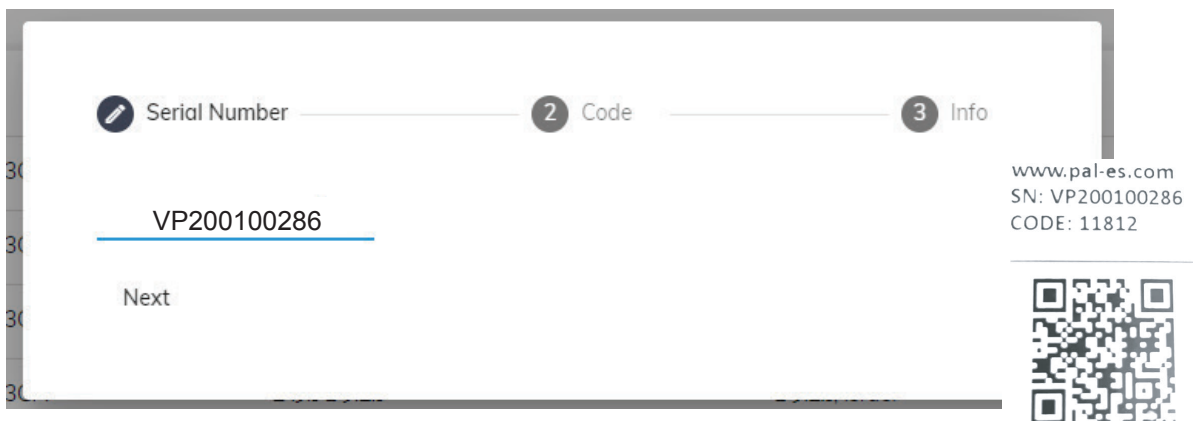 Serial Number
2 Code
3 Info
VP200100286
Next
www.pal-es.com
SN: VP200100286
CODE: 11812